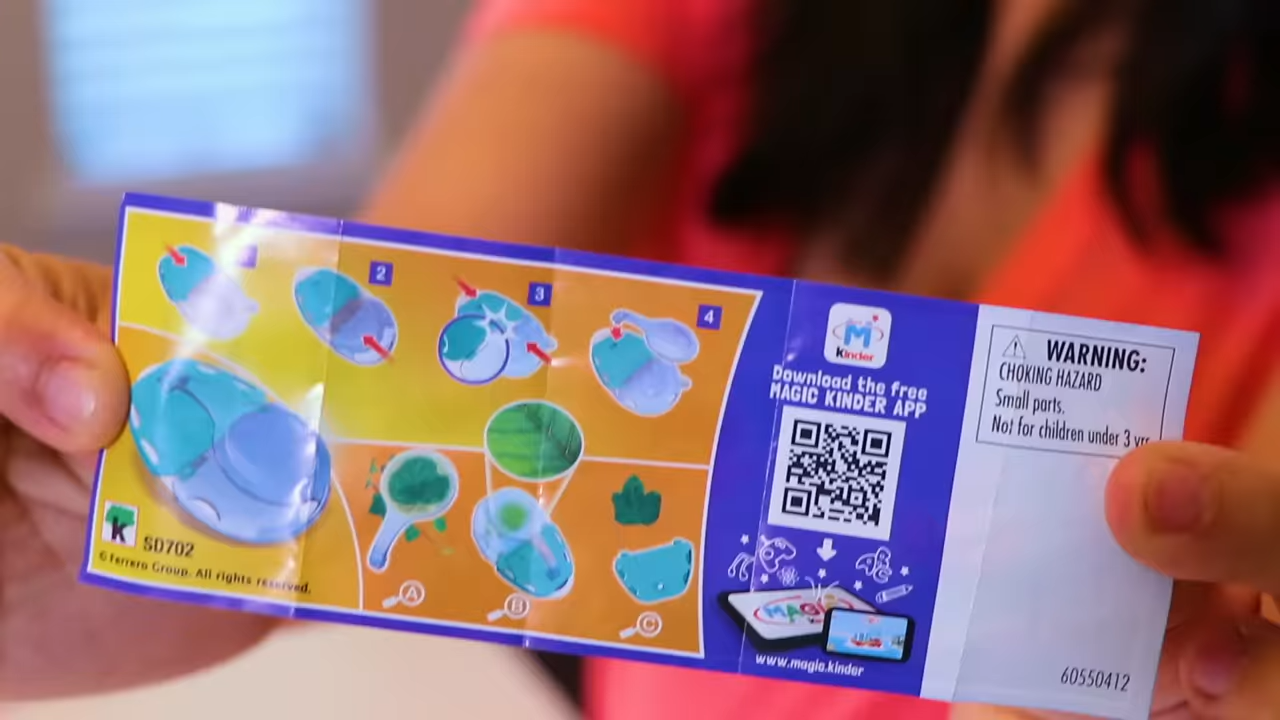 2
3
4
M
Kinder
Download the free
MAGIC KINDER APP
WARNING:
CHOKING HAZARD
Small parts.
Not for children under 3
K
SD702
© Ferrero Group. All rights reserved.
A
B
C
www.magic.kinder
60550412